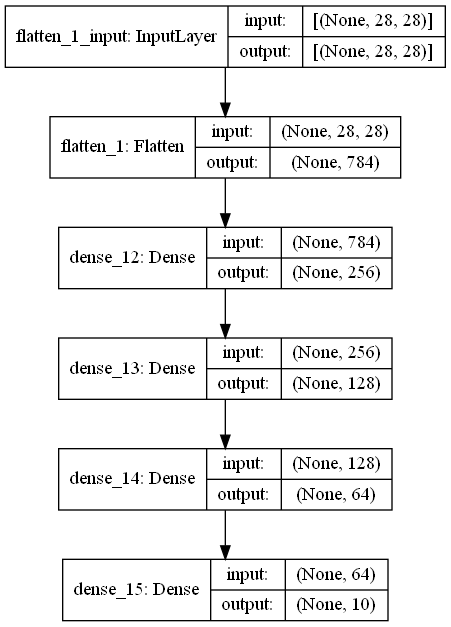 flatten_1_input: InputLayer input: [(None, 28, 28)]
output: [(None, 28, 28)]
flatten_1: Flatten input: (None, 28, 28)
output: (None, 784)
dense_12: Dense input: (None, 784)
output: (None, 256)
dense_13: Dense input: (None, 256)
output: (None, 128)
dense_14: Dense input: (None, 128)
output: (None, 64)
dense_15: Dense input: (None, 64)
output: (None, 10)